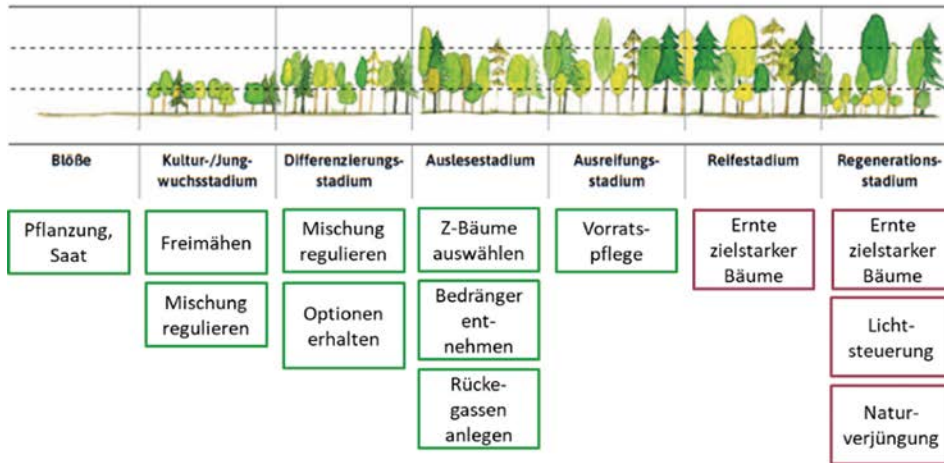 Blöße
Kultur-/Jung-
wuchsstadium
Differenzierungs-
stadium
Auslesestadium
Ausreifungs-
stadium
Reifestadium
Regenerations-
stadium
Pflanzung,
Saat
Freimähen
Mischung
regulieren
Mischung
regulieren
Optionen
erhalten
Z-Bäume
auswählen
Bedränger
ent-
nehmen
Rücke-
gassen
anlegen
Vorrats-
pflege
Ernte
zielstarker
Bäume
Ernte
zielstarker
Bäume
Licht-
steuerung
Natur-
verjüngung